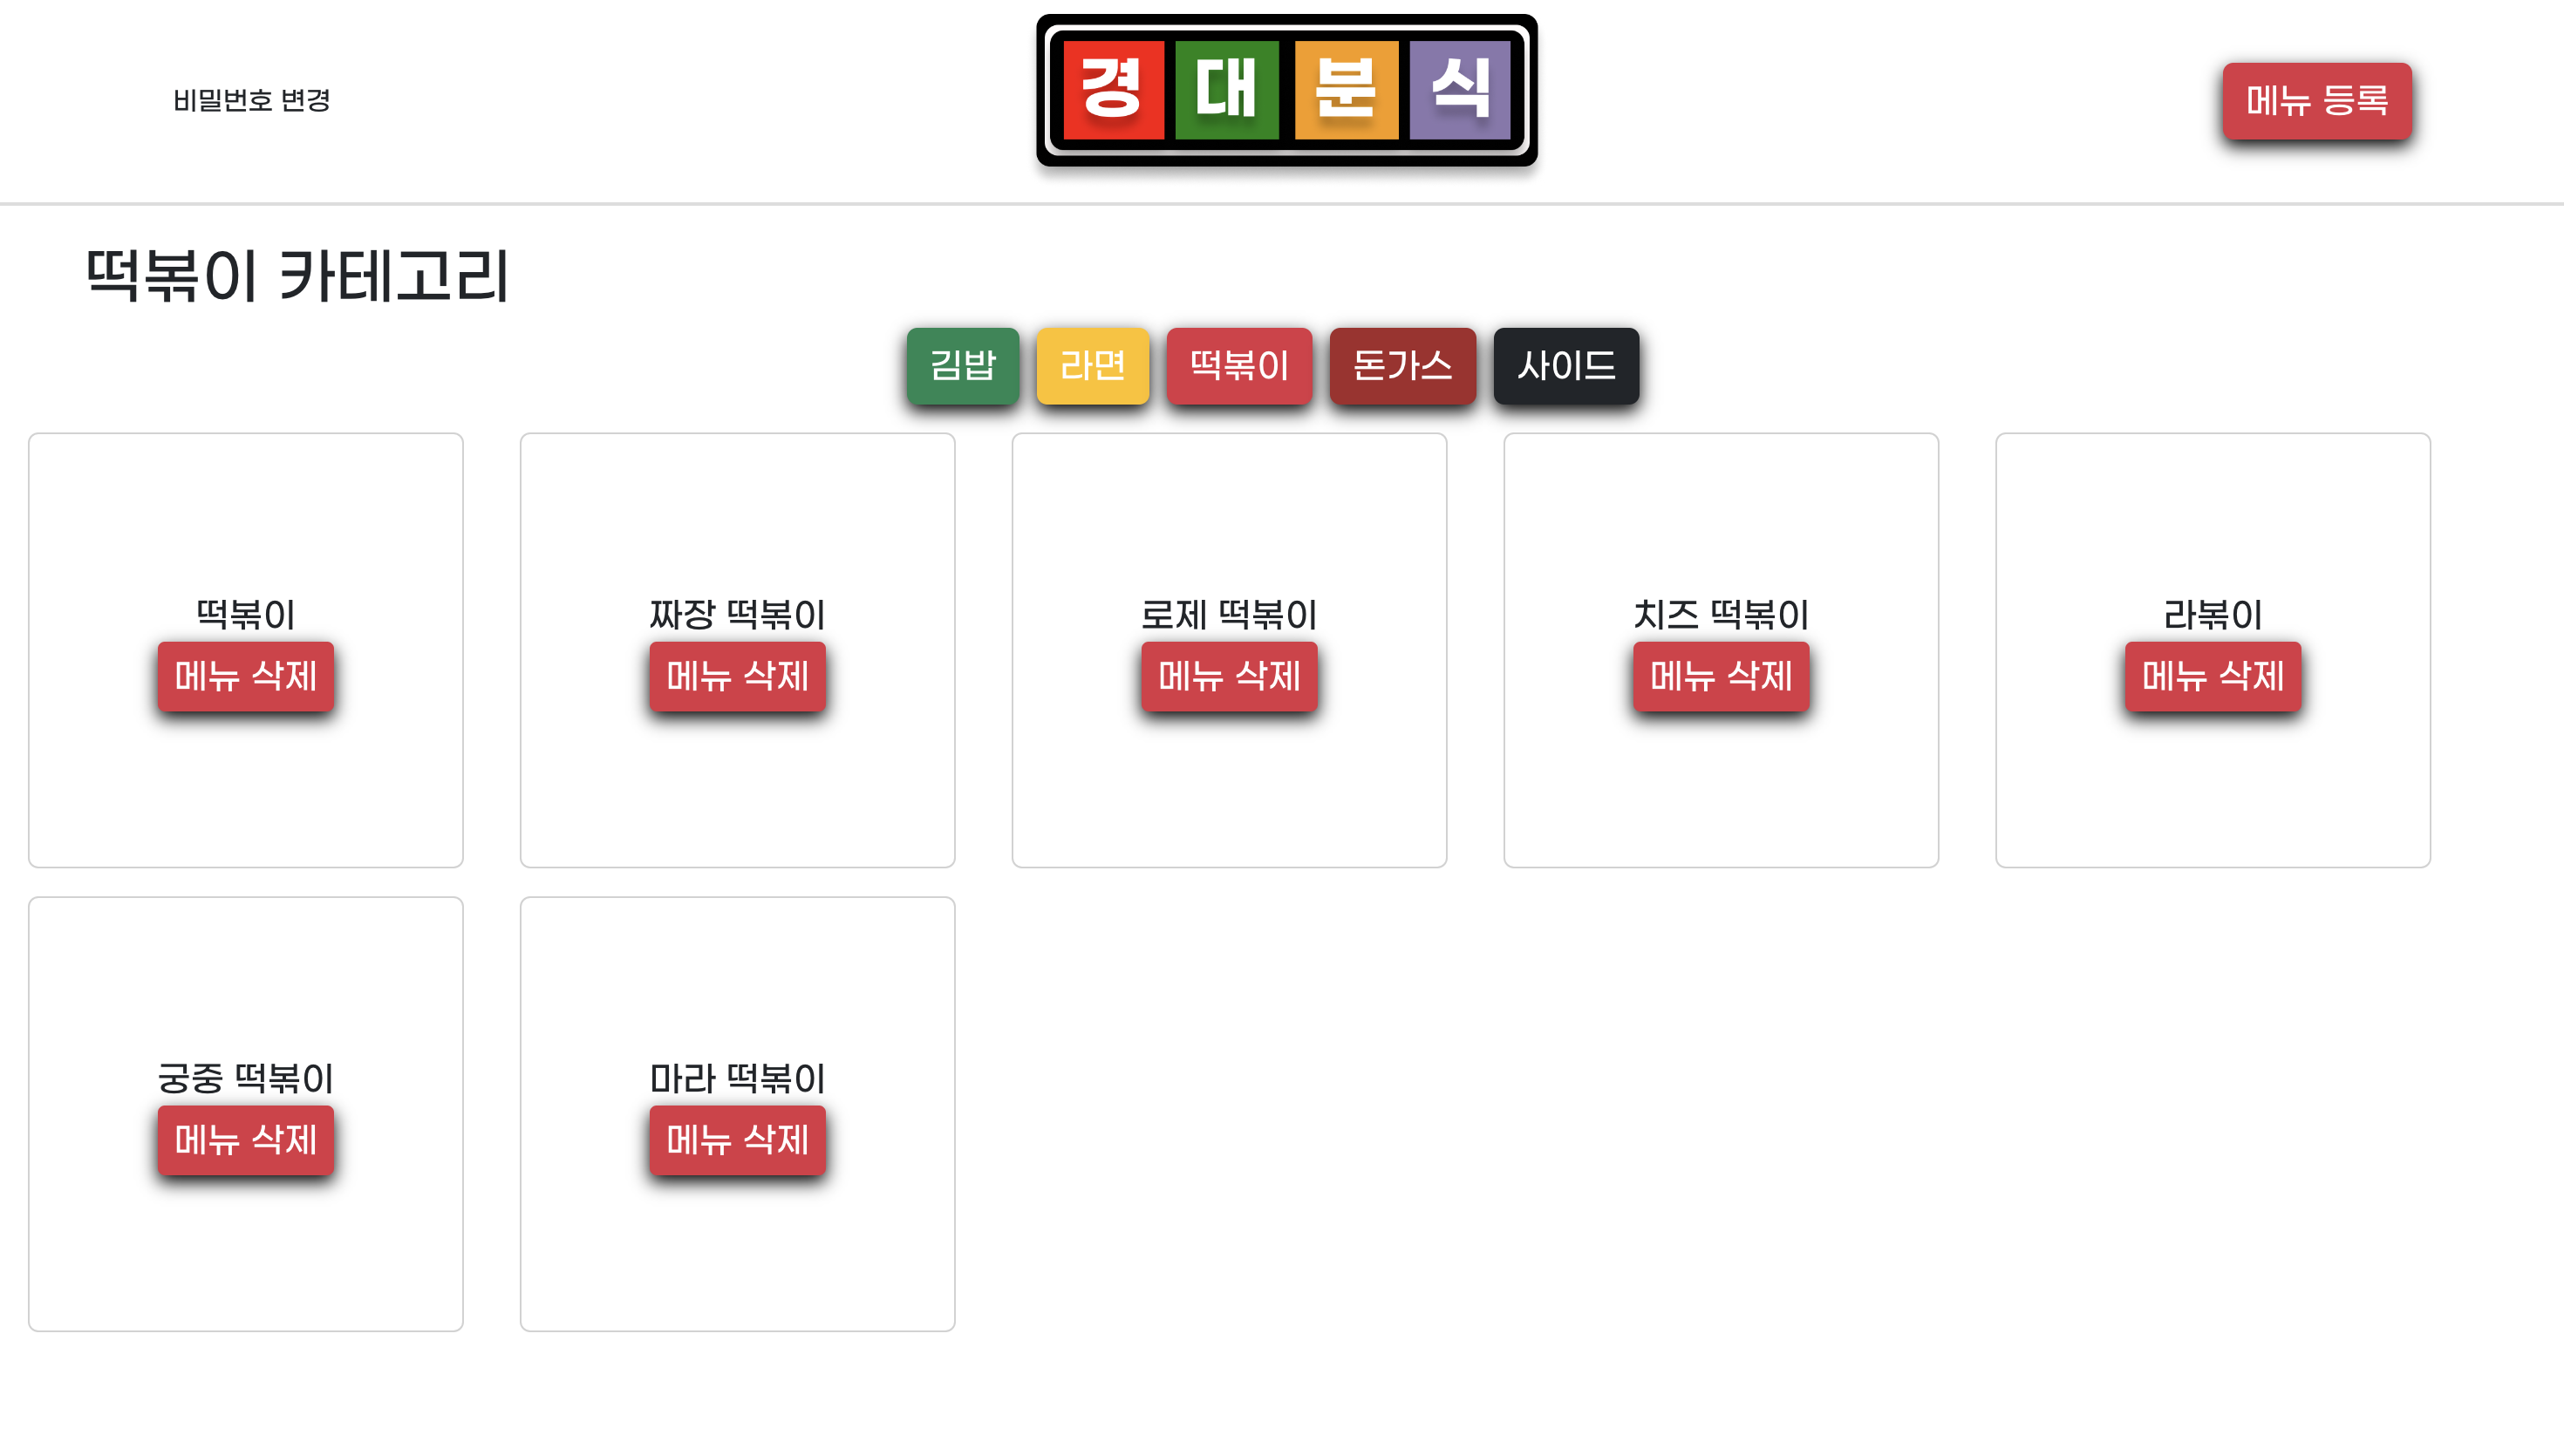 비밀번호 변경
경대분식
메뉴 등록
떡볶이 카테고리
김밥 라면 떡볶이 돈가스 사이드
떡볶이 짜장 떡볶이 로제 떡볶이 치즈 떡볶이 라볶이
메뉴 삭제 메뉴 삭제 메뉴 삭제 메뉴 삭제 메뉴 삭제
궁중 떡볶이 마라 떡볶이
메뉴 삭제 메뉴 삭제